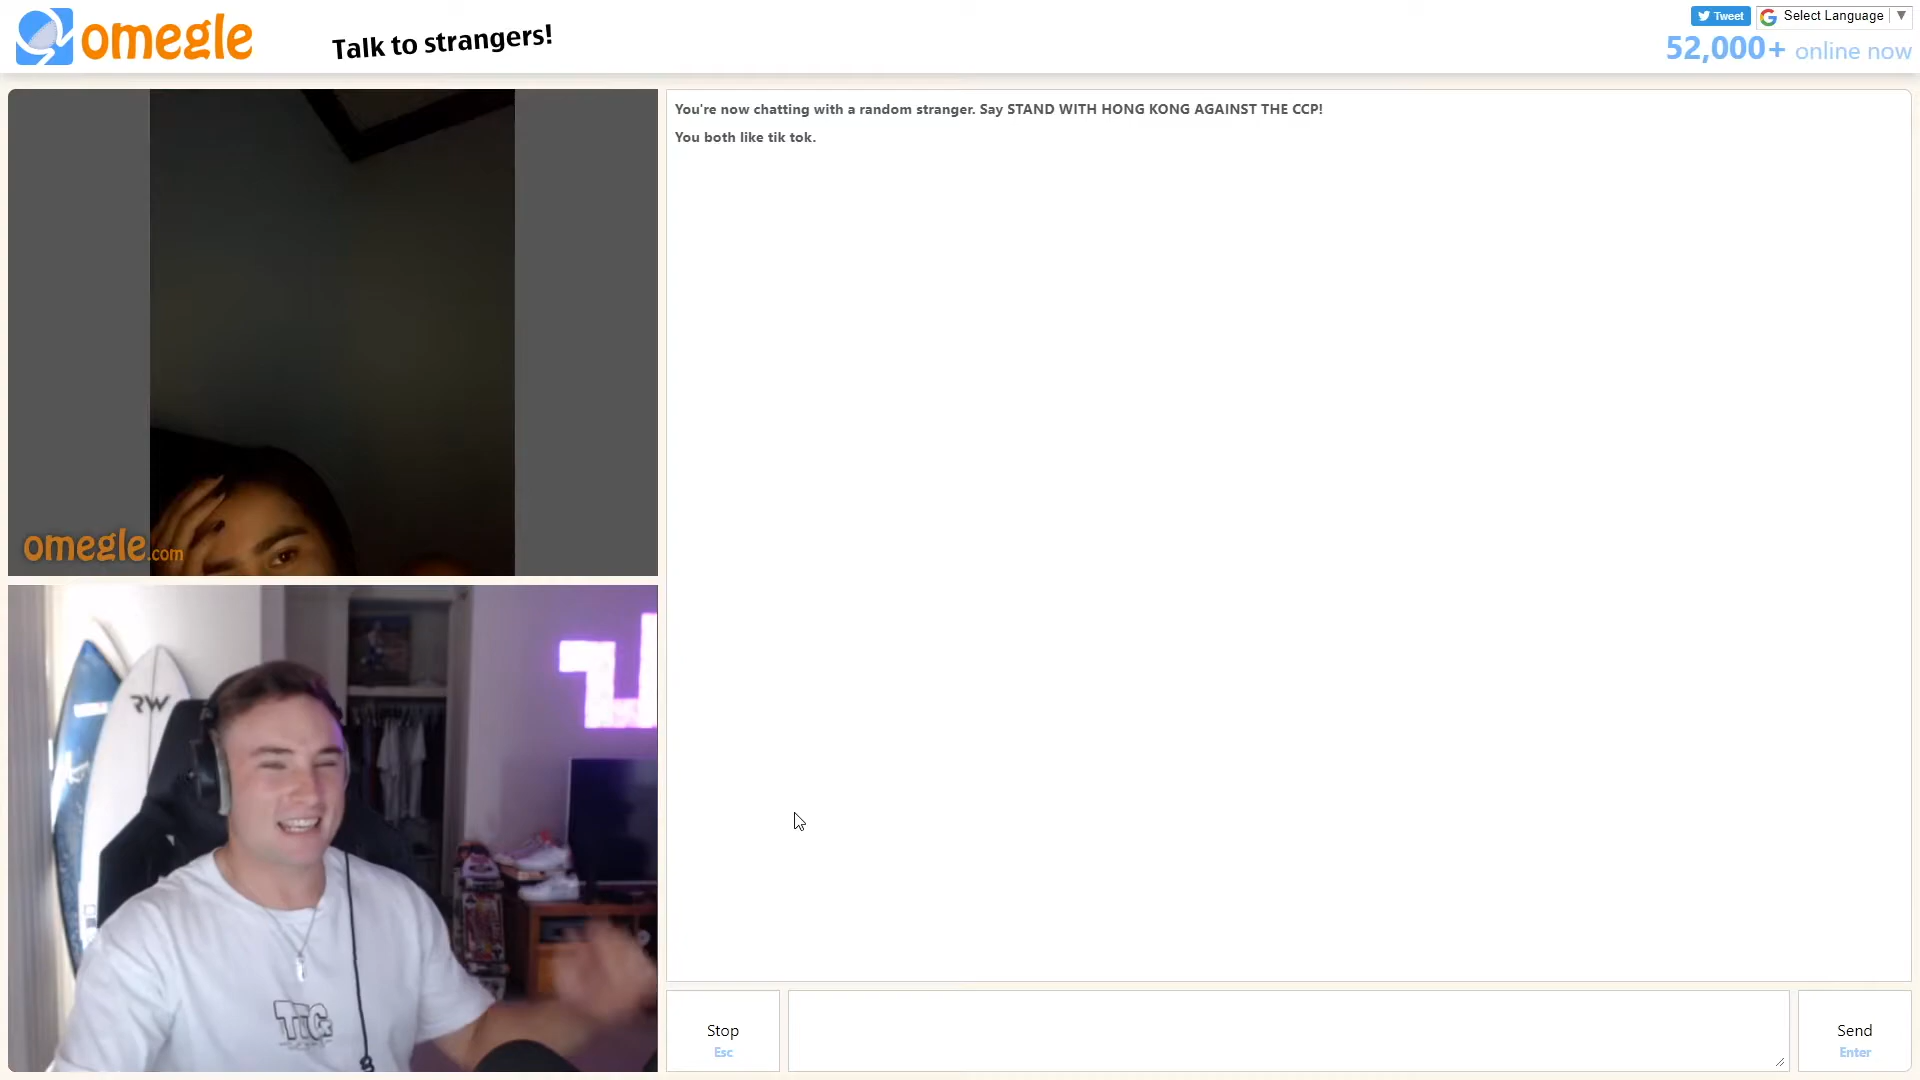 omegle
Talk to strangers!
Tweet
Select Language
52,000+ online now
You're now chatting with a random stranger. Say STAND WITH HONG KONG AGAINST THE CCP!
You both like tik tok.
omegle.com
RW
Stop
Esc
Send
Enter